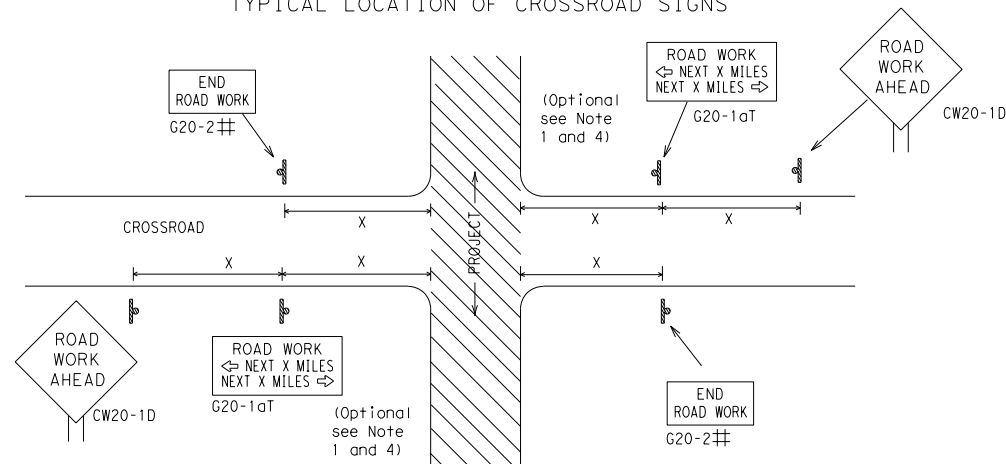 TYPICAL LOCATION OF CROSSROAD SIGNS
END
ROAD WORK
G20-2#
(Optional
see Note
1 and 4)
ROAD WORK
⇦ NEXT X MILES
NEXT X MILES ⇨
G20-1aT
ROAD
WORK
AHEAD
CW20-1D
X
X
X
CROSSROAD
PROJECT
X
X
X
ROAD
WORK
AHEAD
CW20-1D
ROAD WORK
⇦ NEXT X MILES
NEXT X MILES ⇨
G20-1aT
(Optional
see Note
1 and 4)
END
ROAD WORK
G20-2#